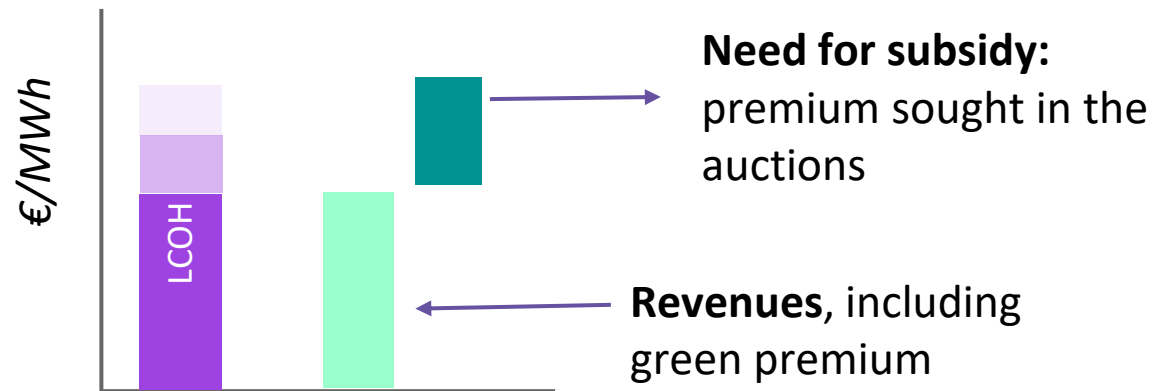 €/MWh
LCOH
Need for subsidy:
premium sought in the
auctions
Revenues, including
green premium